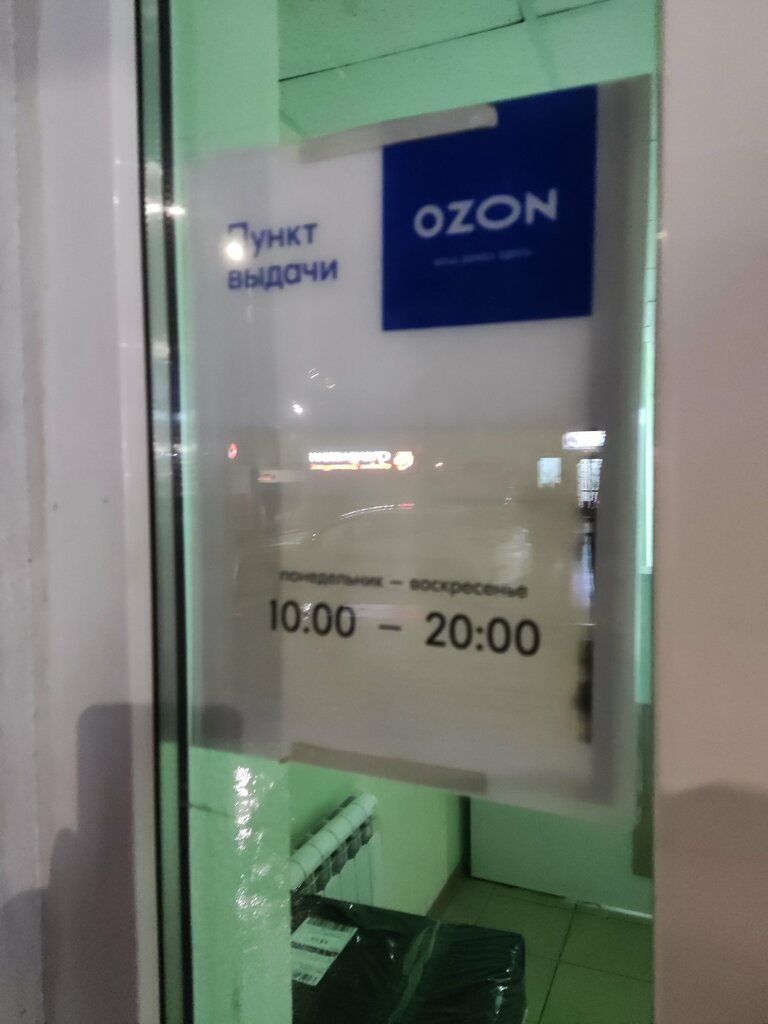 Пункт
выдачи
OZON
понедельник — воскресенье
10:00 — 20:00